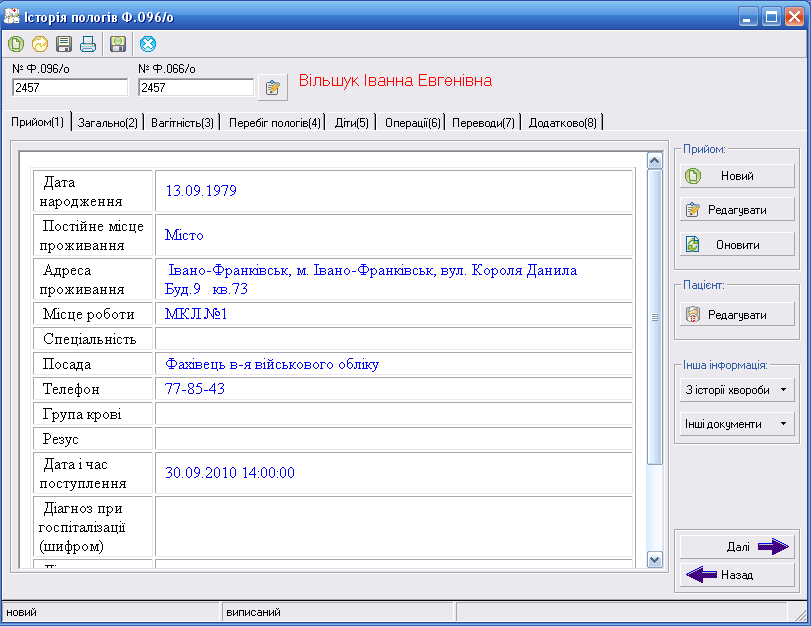 Історія пологів Ф.096/о
№ Ф.096/о
№ Ф.066/о
2457
2457
Вільшук Іванна Евгенівна
Прийом(1) Загально(2) Вагітність(3) Перебіг пологів(4) Діти(5) Операції(6) Переводи(7) Додатково(8)
Дата
народження
13.09.1979
Постійне місце
проживання
Місто
Адреса
проживання
Івано-Франківськ, м. Івано-Франківськ, вул. Короля Данила
Буд.9 кв.73
Місце роботи
МКЛ№1
Спеціальність
Посада
Фахівець в-я військового обліку
Телефон
77-85-43
Група крові
Резус
Дата і час
поступлення
30.09.2010 14:00:00
Діагноз при
госпіталізації
(шифром)
Прийом:
Новий
Редагувати
Оновити
Пацієнт:
Редагувати
Інша інформація:
З історії хвороби
Інші документи
Далі
Назад
новий
виписаний